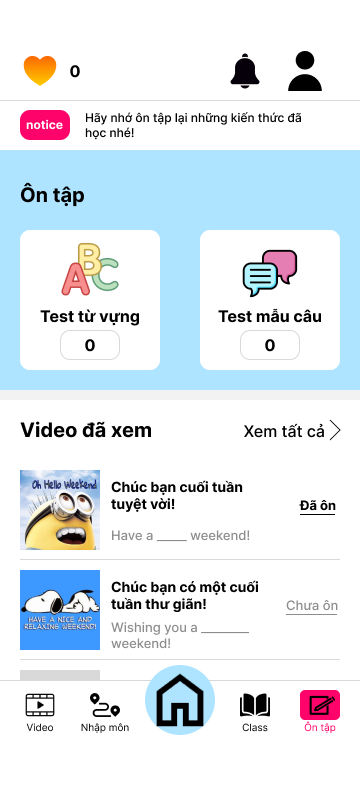 0
notice
Hãy nhớ ôn tập lại những kiến thức đã
học nhé!
Ôn tập
ABC
Test từ vựng
0
Test mẫu câu
0
Video đã xem
Xem tất cả
Oh Hello Weekend
Chúc bạn cuối tuần
tuyệt vời!
Đã ôn
Have a _____ weekend!
HAVE A NICE AND
RELAXING WEEKEND!
Chúc bạn có một cuối
tuần thư giãn!
Chưa ôn
Wishing you a ________
weekend!
Video
Nhập môn
Class
Ôn tập